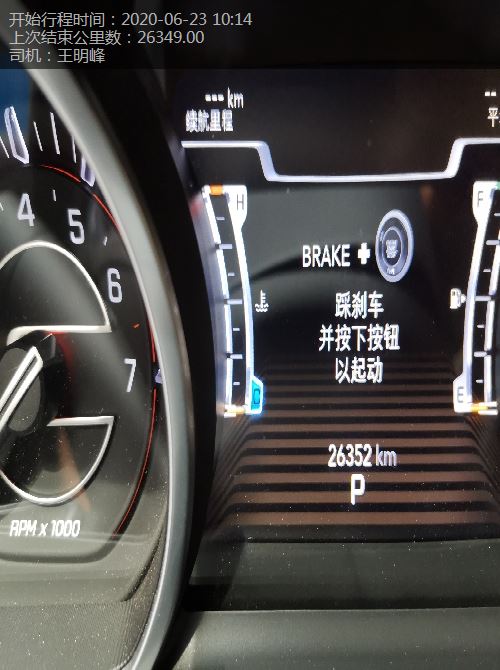 开始行程时间：2020-06-23 10:14
上次结束公里数：26349.00
司机：王明峰
--- km
--
续航里程
平
H
F
4
5
6
7
BRAKE +
踩刹车
并按下按钮
以起动
C
E
26352 km
P
RPM x 1000